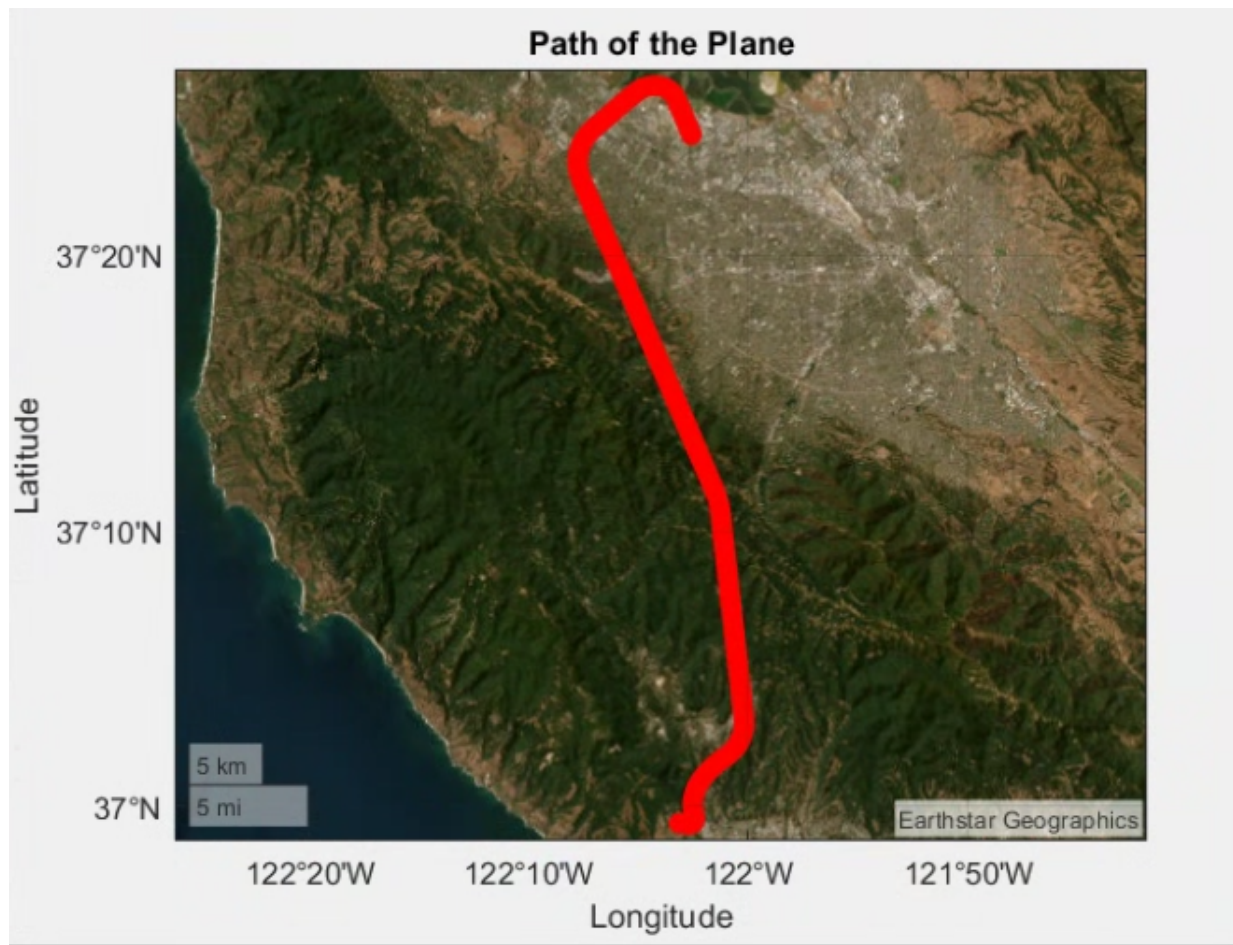 Path of the Plane
Latitude
37°20'N
37°10'N
37°N
5 km
5 mi
Earthstar Geographics
122°20'W 122°10'W 122°W 121°50'W
Longitude